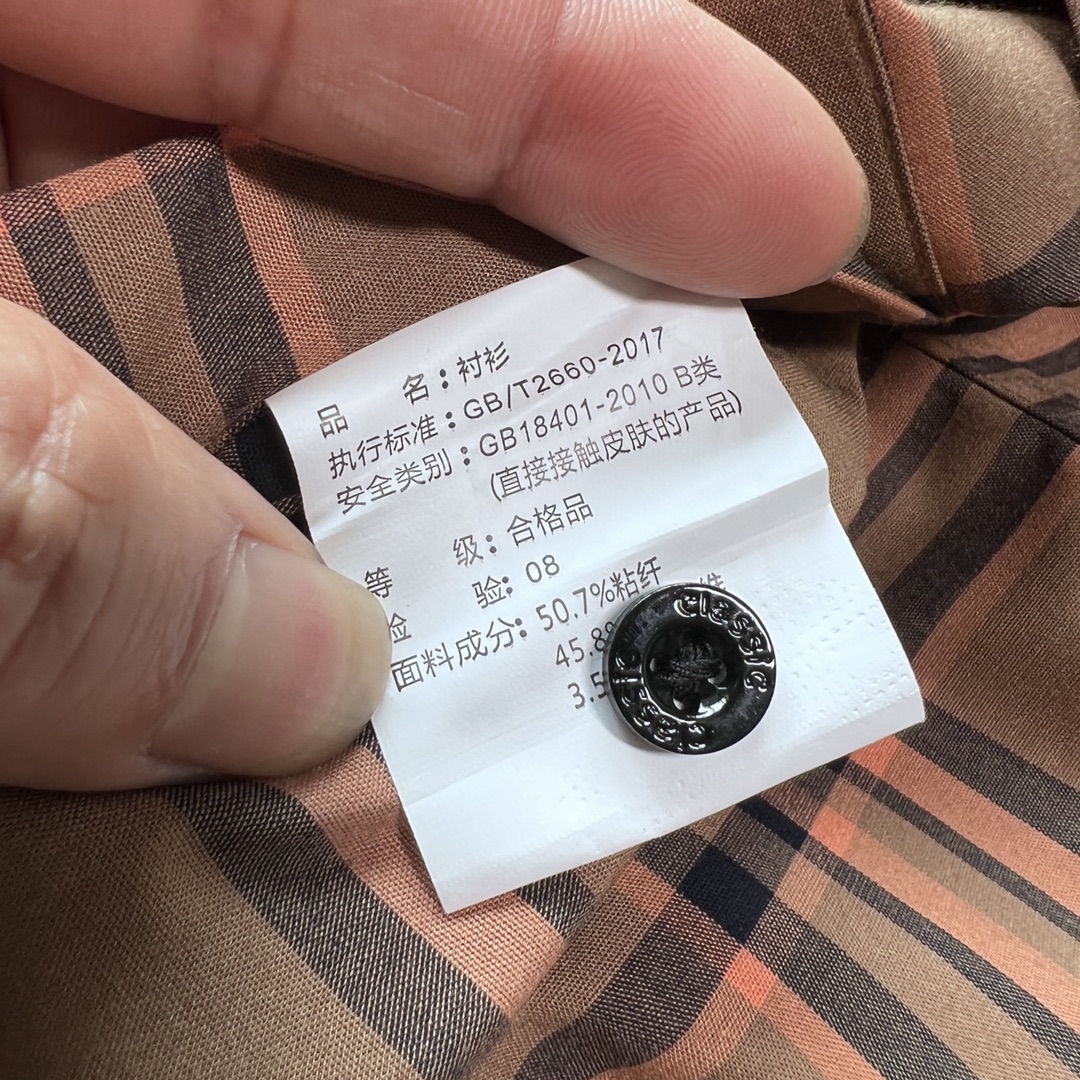 品 名：衬衫
执行标准：GB/T2660-2017
安全类别：GB18401-2010 B类
(直接接触皮肤的产品)
等 级：合格品
检 验：08
面料成分：50.7%粘纤
45.8
3.5
classic
classic